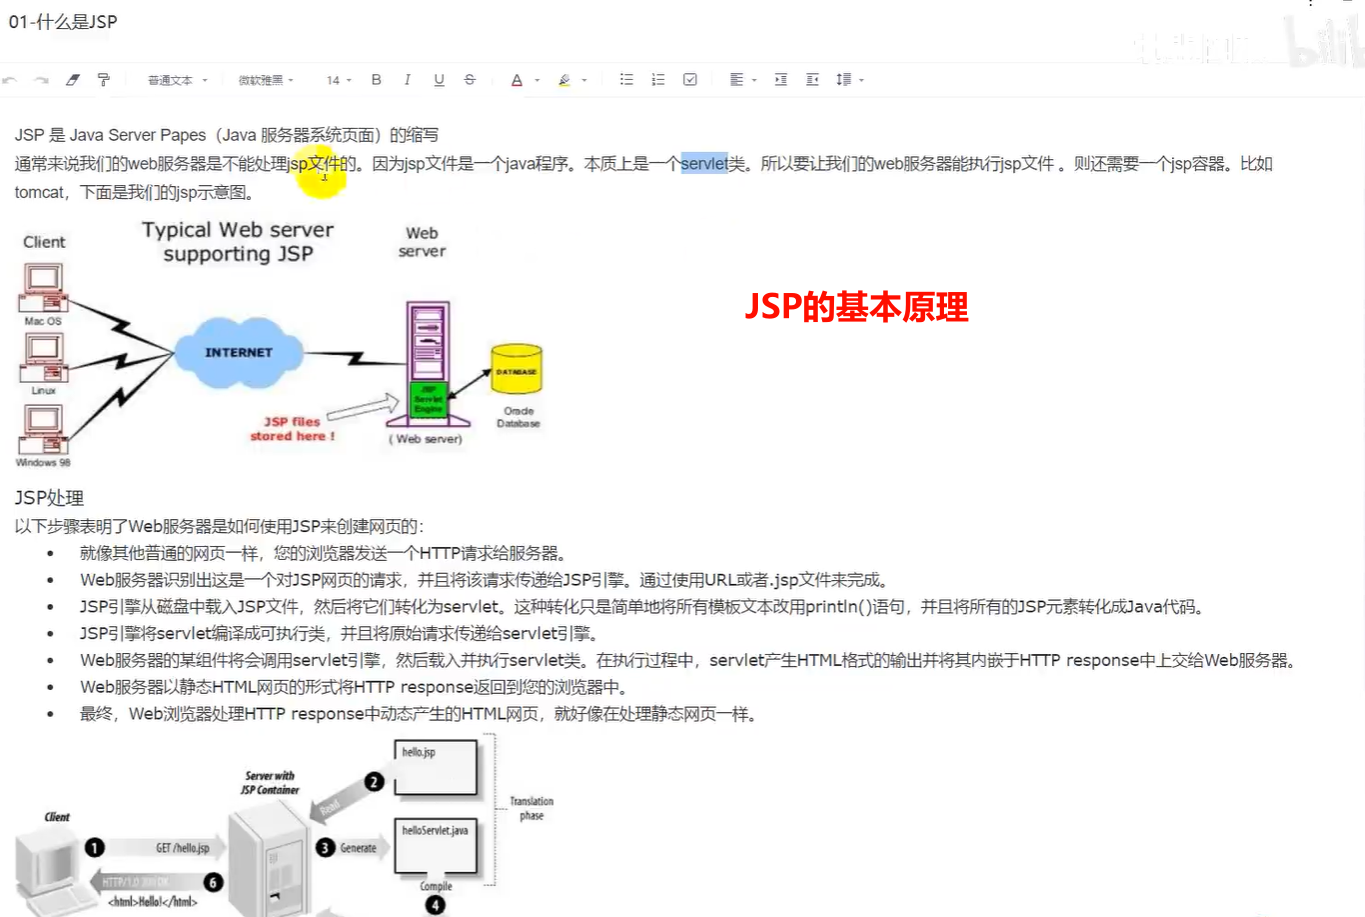 01-什么是JSP
bilib
普通文本
微软雅黑
14
B
I
U
S
A
JSP 是 Java Server Papes（Java 服务器系统页面）的缩写
通常来说我们的web服务器是不能处理jsp文件的。因为jsp文件是一个java程序。本质上是一个servlet类。所以要让我们的web服务器能执行jsp文件 。则还需要一个jsp容器。比如
tomcat，下面是我们的jsp示意图。
Typical Web server
supporting JSP
Client
Web
server
Mac OS
Linux
Windows 98
INTERNET
JSP
Servlet
Engine
DATABASE
Oracle
Database
JSP files
stored here !
( Web server)
JSP的基本原理
JSP处理
以下步骤表明了Web服务器是如何使用JSP来创建网页的：
• 就像其他普通的网页一样，您的浏览器发送一个HTTP请求给服务器。
• Web服务器识别出这是一个对JSP网页的请求，并且将该请求传递给JSP引擎。通过使用URL或者.jsp文件来完成。
• JSP引擎从磁盘中载入JSP文件，然后将它们转化为servlet。这种转化只是简单地将所有模板文本改用println()语句，并且将所有的JSP元素转化成Java代码。
• JSP引擎将servlet编译成可执行类，并且将原始请求传递给servlet引擎。
• Web服务器的某组件将会调用servlet引擎，然后载入并执行servlet类。在执行过程中，servlet产生HTML格式的输出并将其内嵌于HTTP response中上交给Web服务器。
• Web服务器以静态HTML网页的形式将HTTP response返回到您的浏览器中。
• 最终，Web浏览器处理HTTP response中动态产生的HTML网页，就好像在处理静态网页一样。
Server with
JSP Container
hello.jsp
2
Read
Translation
phase
Client
1
GET /hello.jsp
3
Generate
helloServlet.java
HTTP/1.0 200 OK
6
<html>Hello!</html>
Compile
4